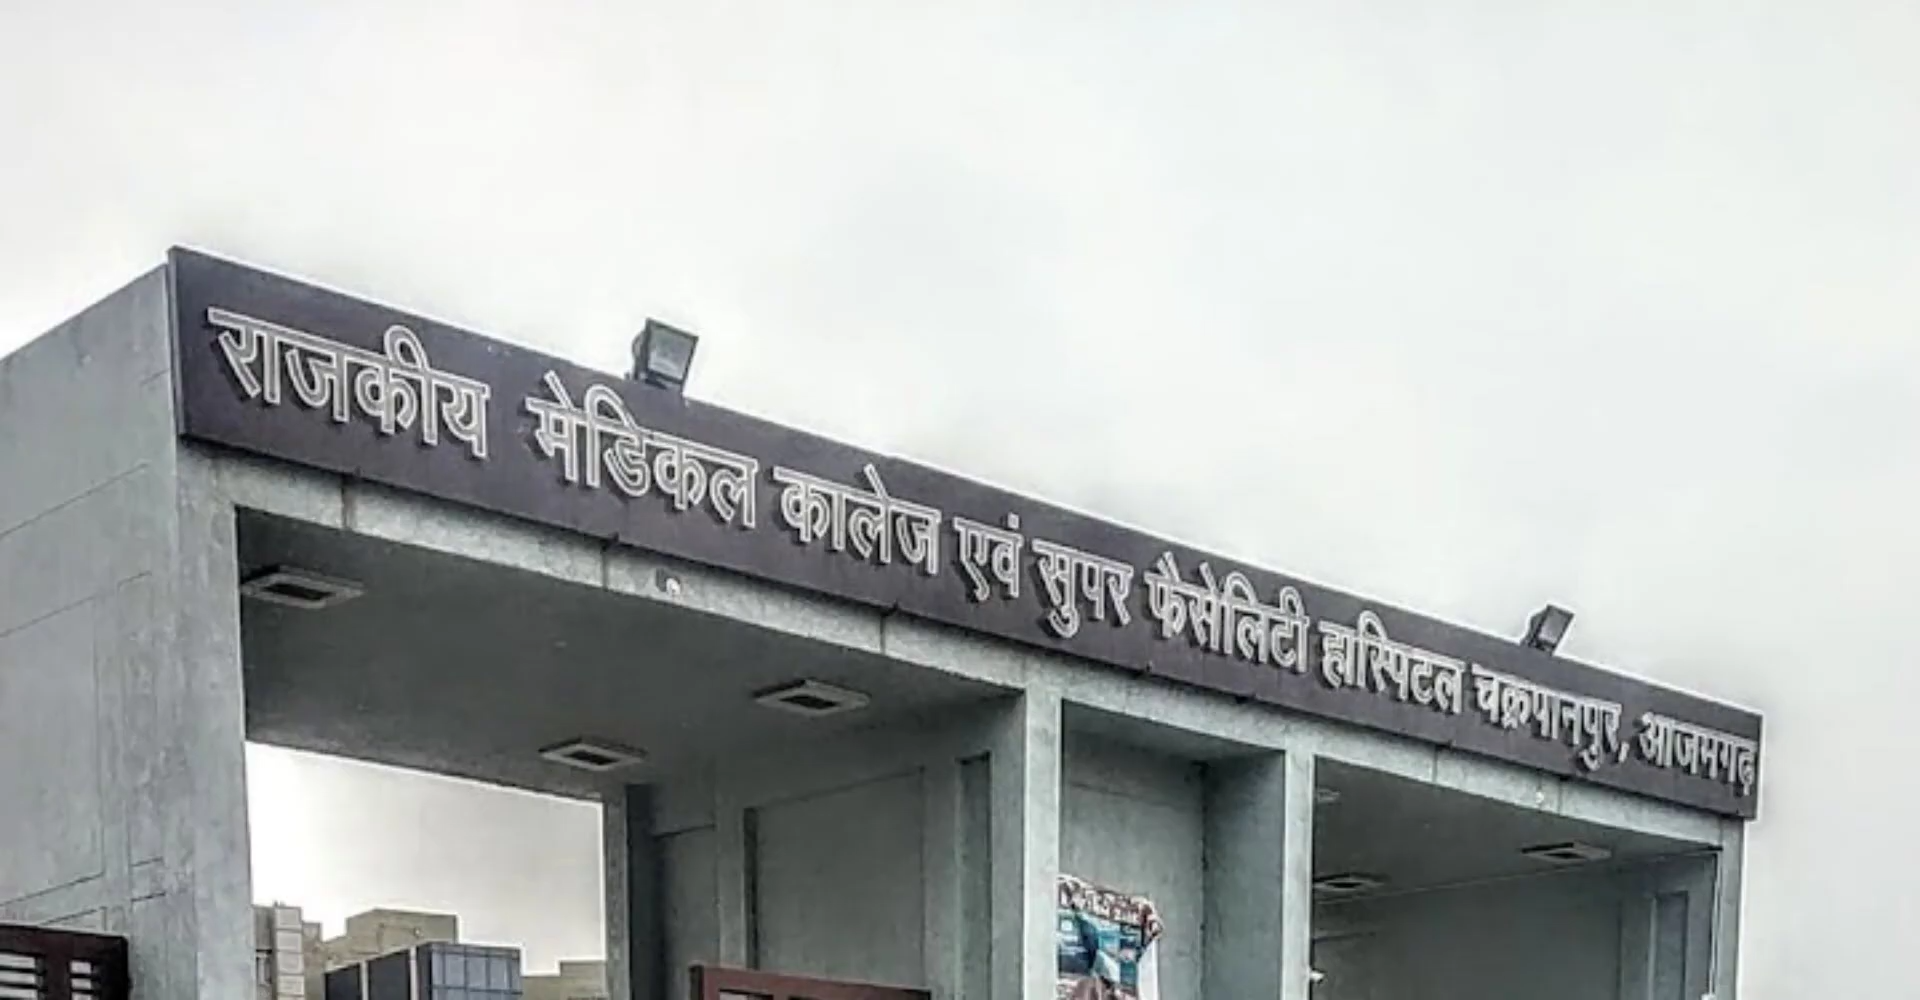 राजकीय मेडिकल कालेज एवं सुपर फैसेलिटी हास्पिटल चक्रपानपुर, आजमगढ़